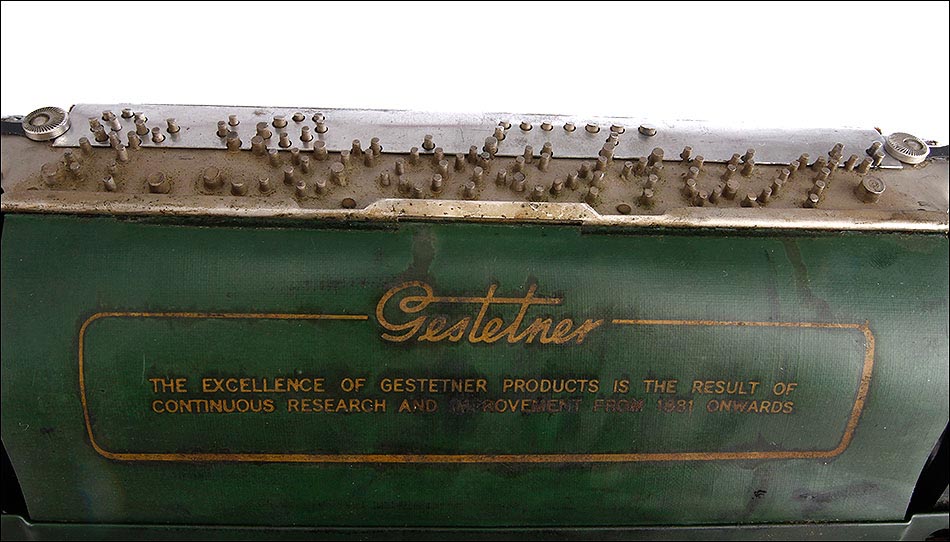 Gestetner
THE EXCELLENCE OF GESTETNER PRODUCTS IS THE RESULT OF
CONTINUOUS RESEARCH AND IMPROVEMENT FROM 1881 ONWARDS